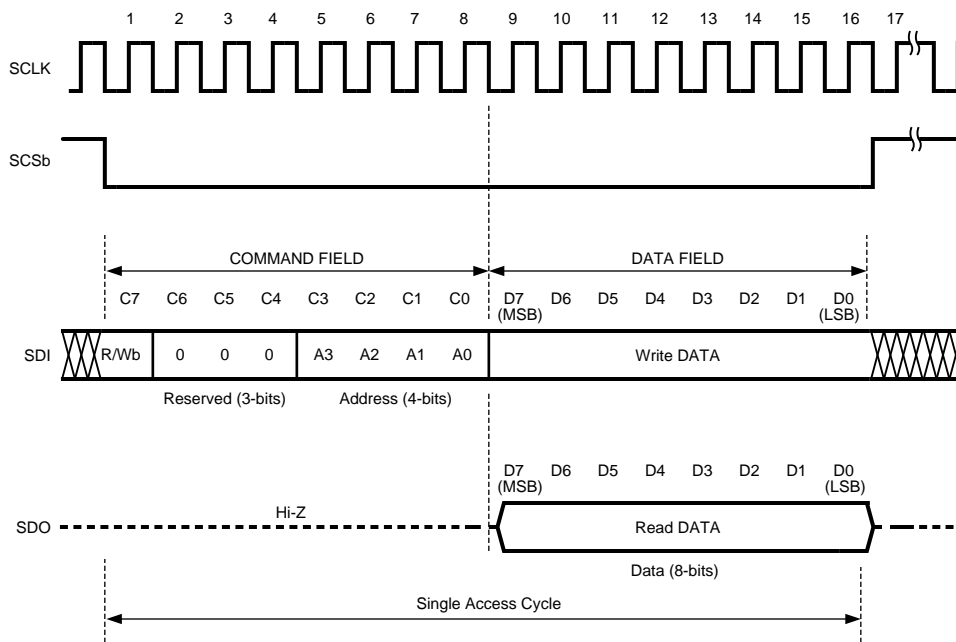 1 2 3 4 5 6 7 8 9 10 11 12 13 14 15 16 17
SCLK
SCSb
COMMAND FIELD DATA FIELD
C7 C6 C5 C4 C3 C2 C1 C0 D7 D6 D5 D4 D3 D2 D1 D0
(MSB) (LSB)
SDI R/Wb 0 0 0 A3 A2 A1 A0 Write DATA
Reserved (3-bits) Address (4-bits)
D7 D6 D5 D4 D3 D2 D1 D0
(MSB) (LSB)
Hi-Z
SDO Read DATA
Data (8-bits)
Single Access Cycle